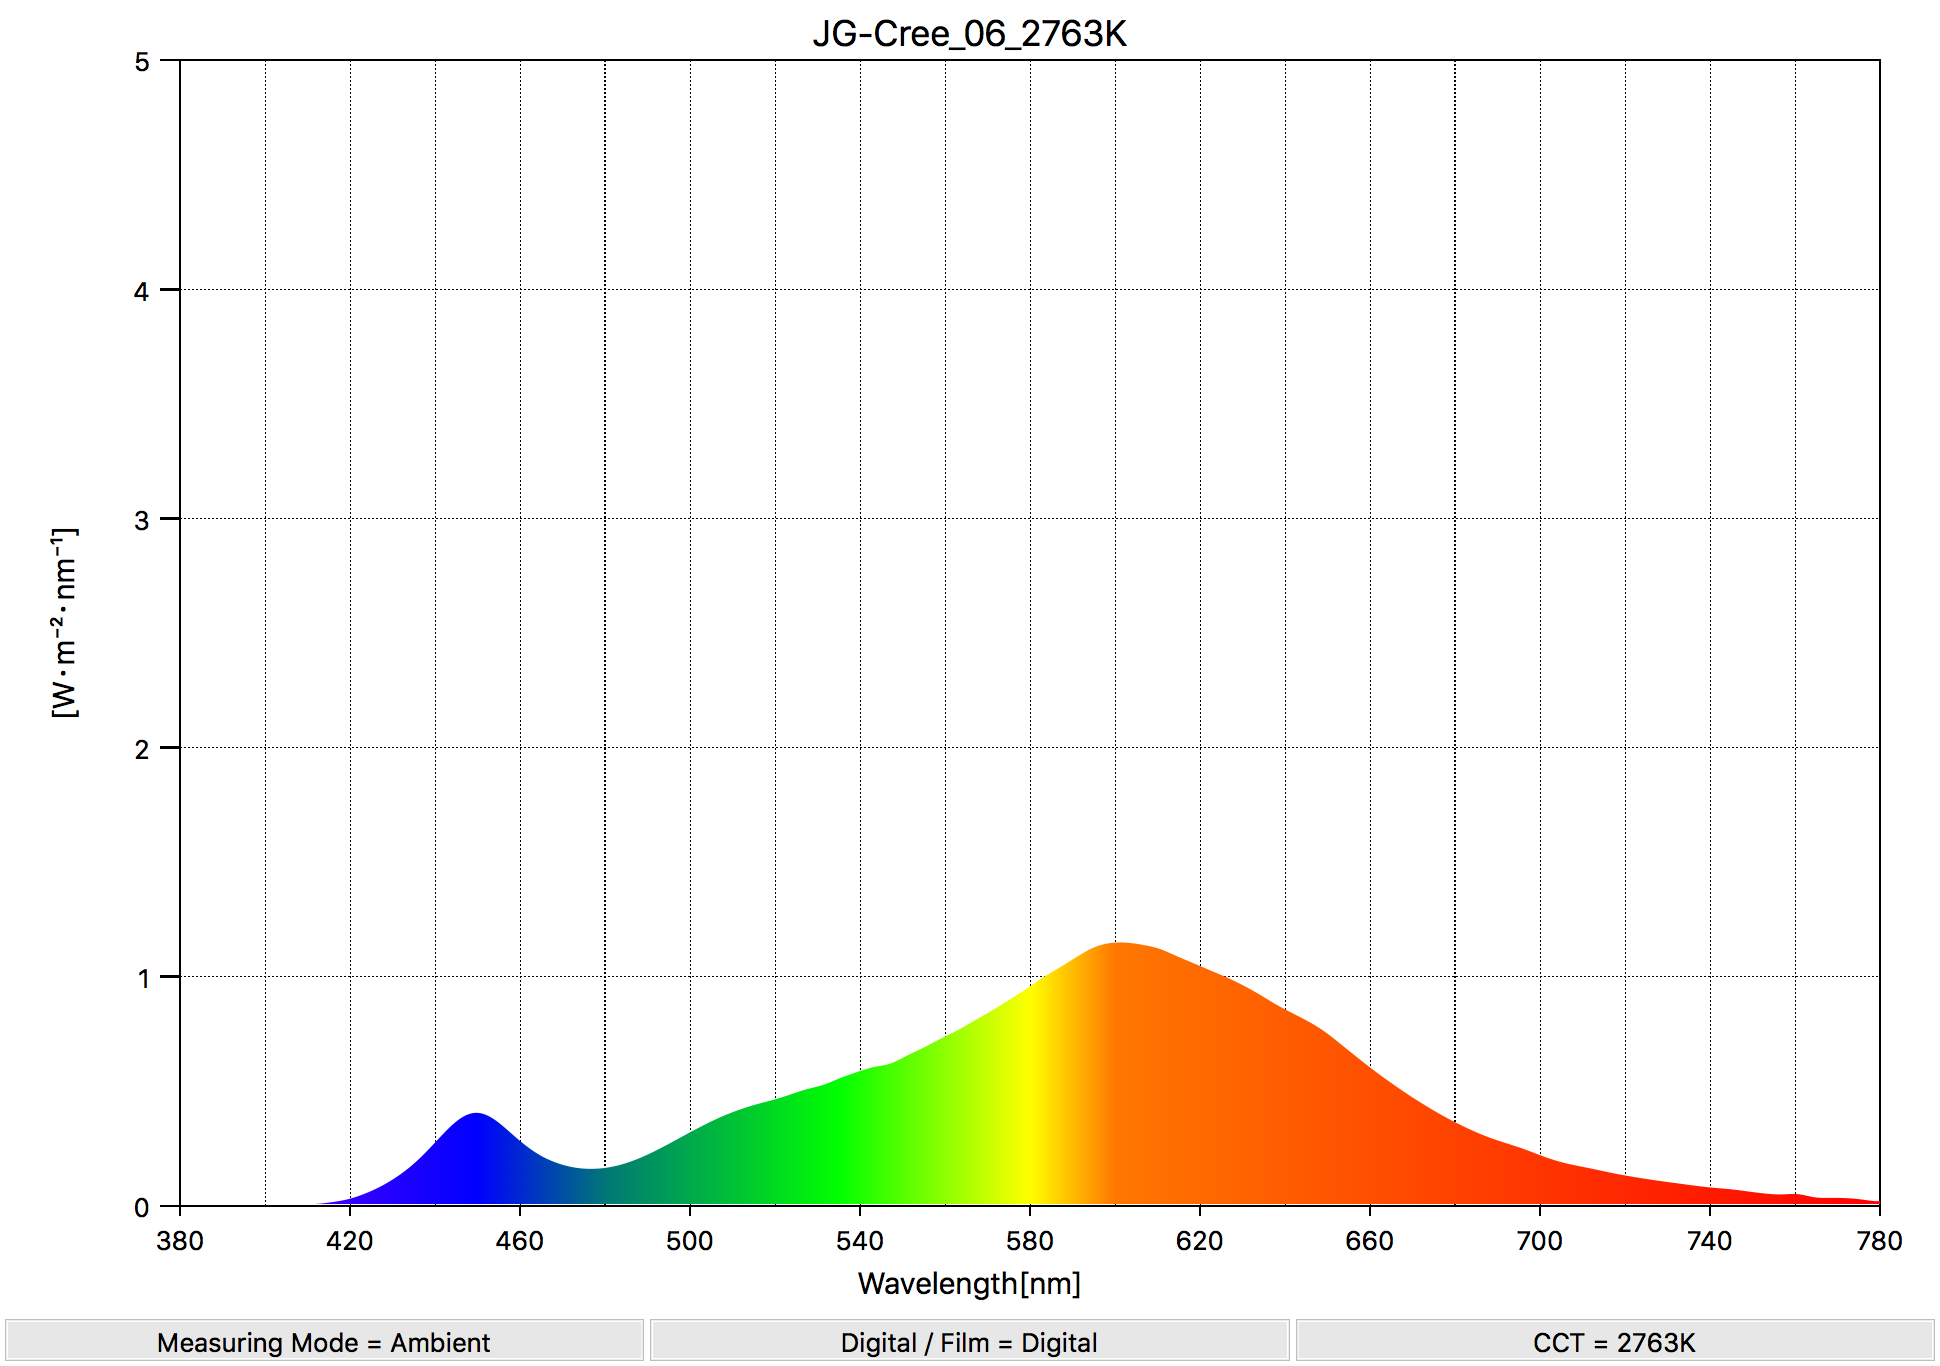 JG-Cree_06_2763K
5
4
3
2
1
0
[W·m⁻²·nm⁻¹]
380 420 460 500 540 580 620 660 700 740 780
Wavelength[nm]
Measuring Mode = Ambient
Digital / Film = Digital
CCT = 2763K